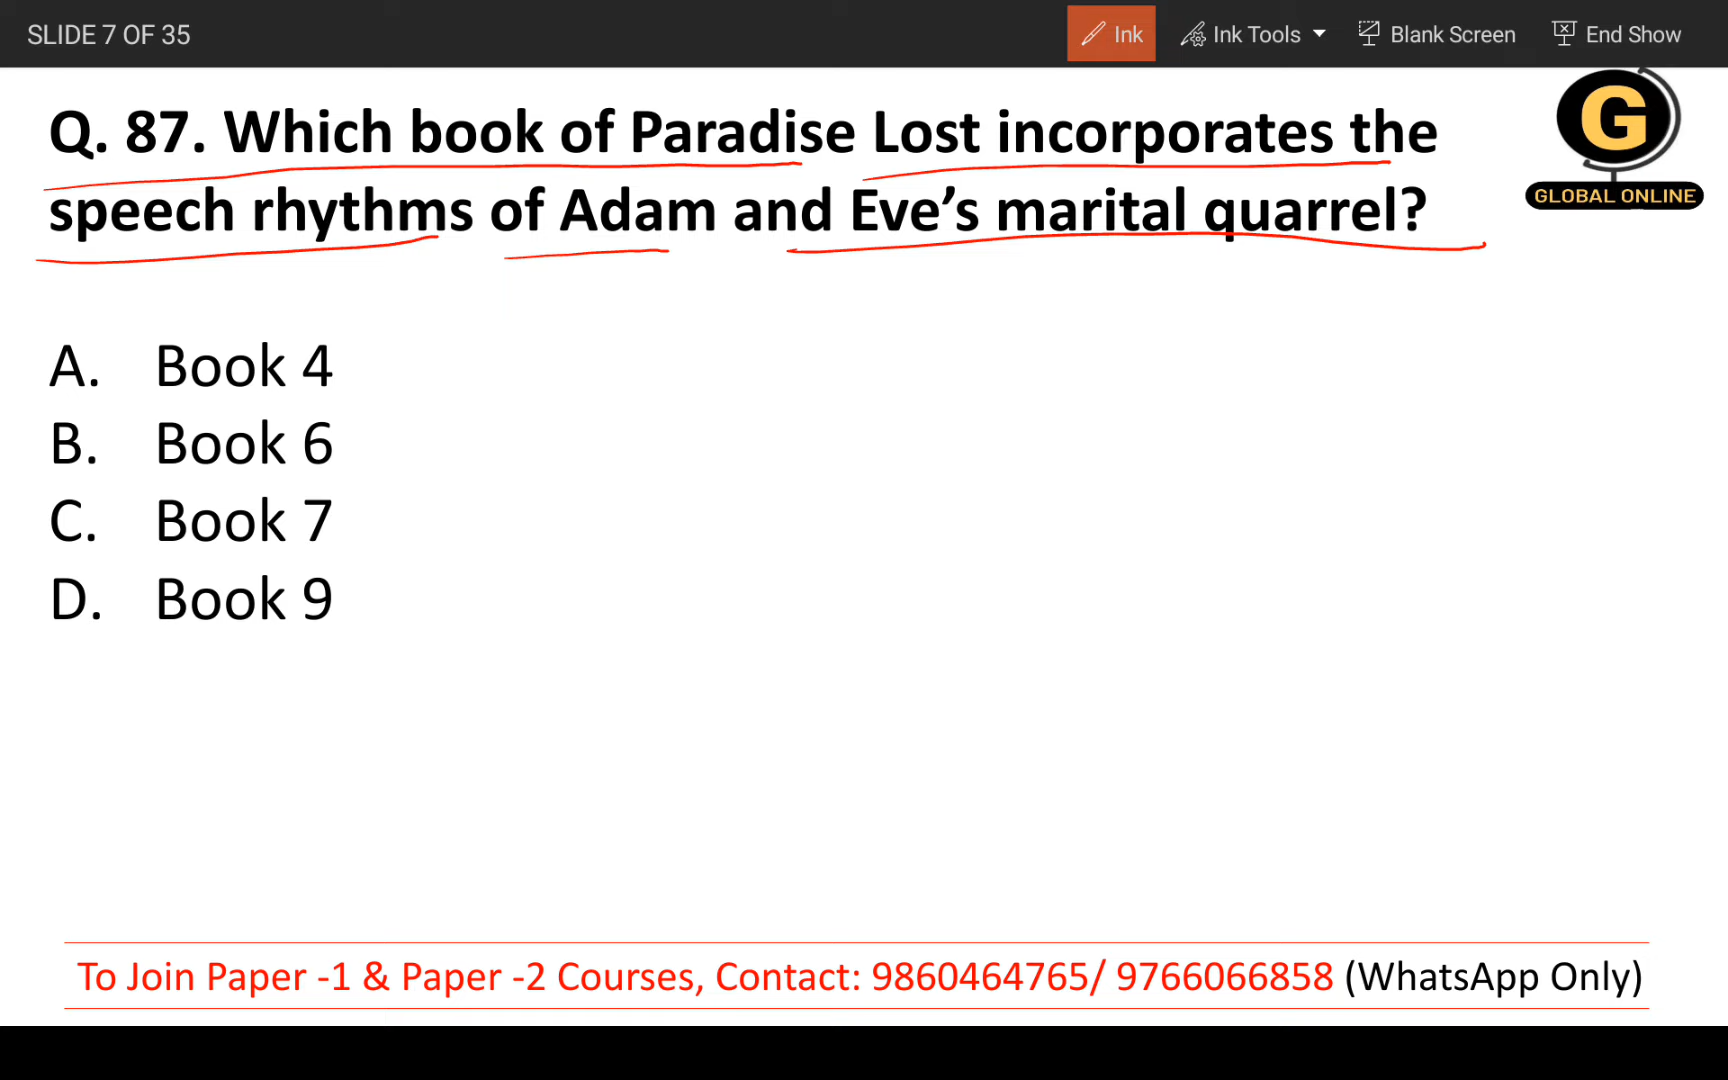 SLIDE 7 OF 35
Ink
Ink Tools
Blank Screen
End Show
G
GLOBAL ONLINE
Q. 87. Which book of Paradise Lost incorporates the
speech rhythms of Adam and Eve’s marital quarrel?
A. Book 4
B. Book 6
C. Book 7
D. Book 9
To Join Paper -1 & Paper -2 Courses, Contact: 9860464765/ 9766066858 (WhatsApp Only)